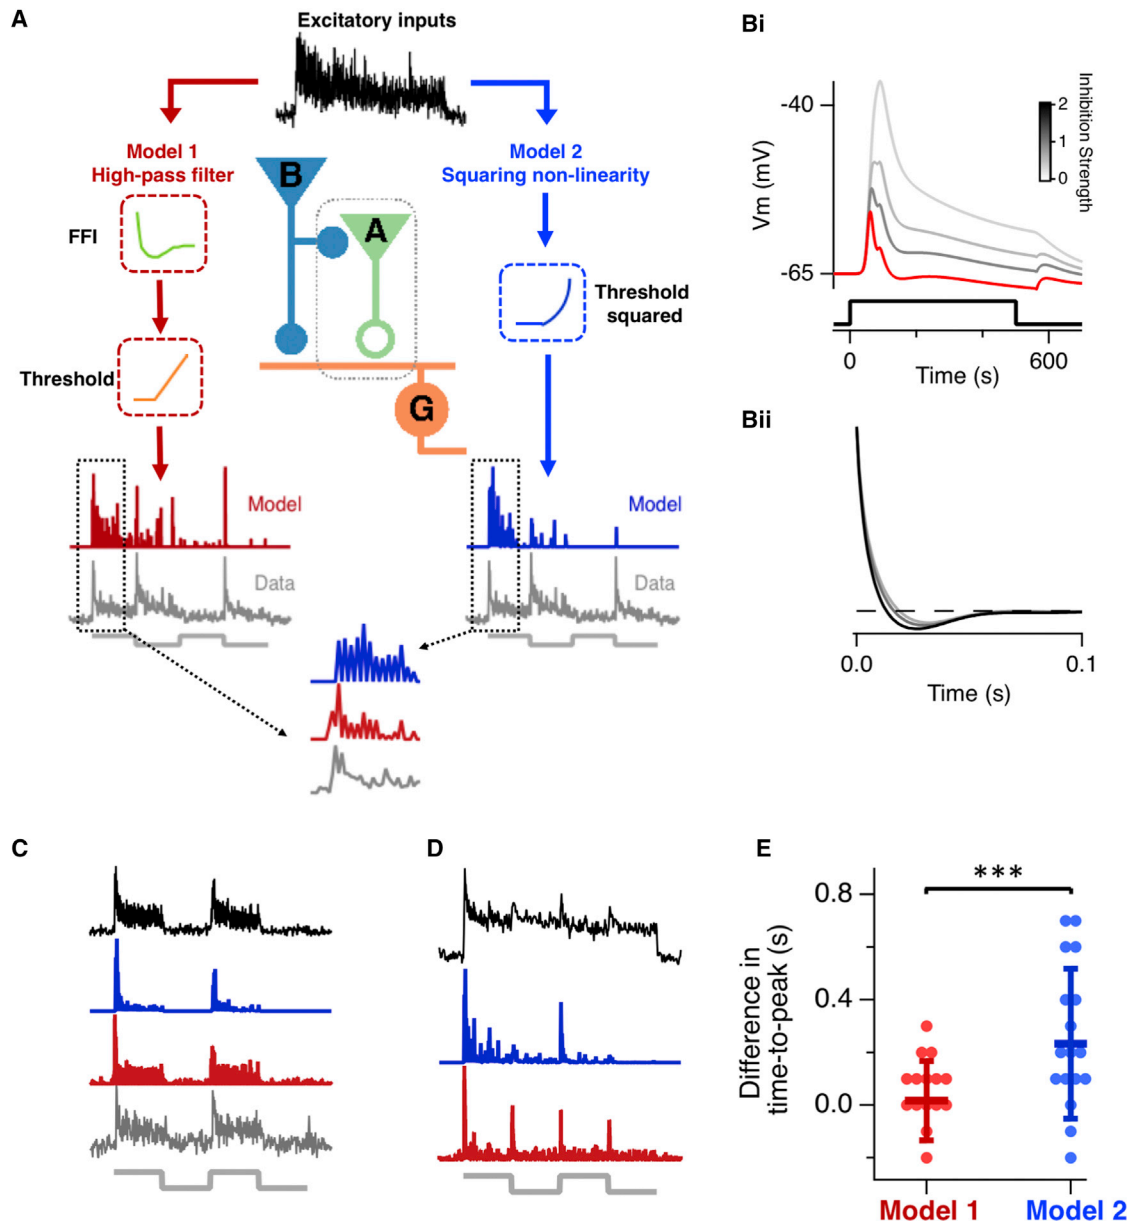 A
Excitatory inputs
Model 1
High-pass filter
Model 2
Squaring non-linearity
B
A
FFI
Threshold
squared
Threshold
G
Model
Data
Model
Data
Bi
-40
-65
Vm (mV)
2
1
0
Inhibition Strength
0
600
Time (s)
Bii
0.0
0.1
Time (s)
C
D
E
***
0.8
0.4
0.0
Difference in
time-to-peak (s)
Model 1
Model 2